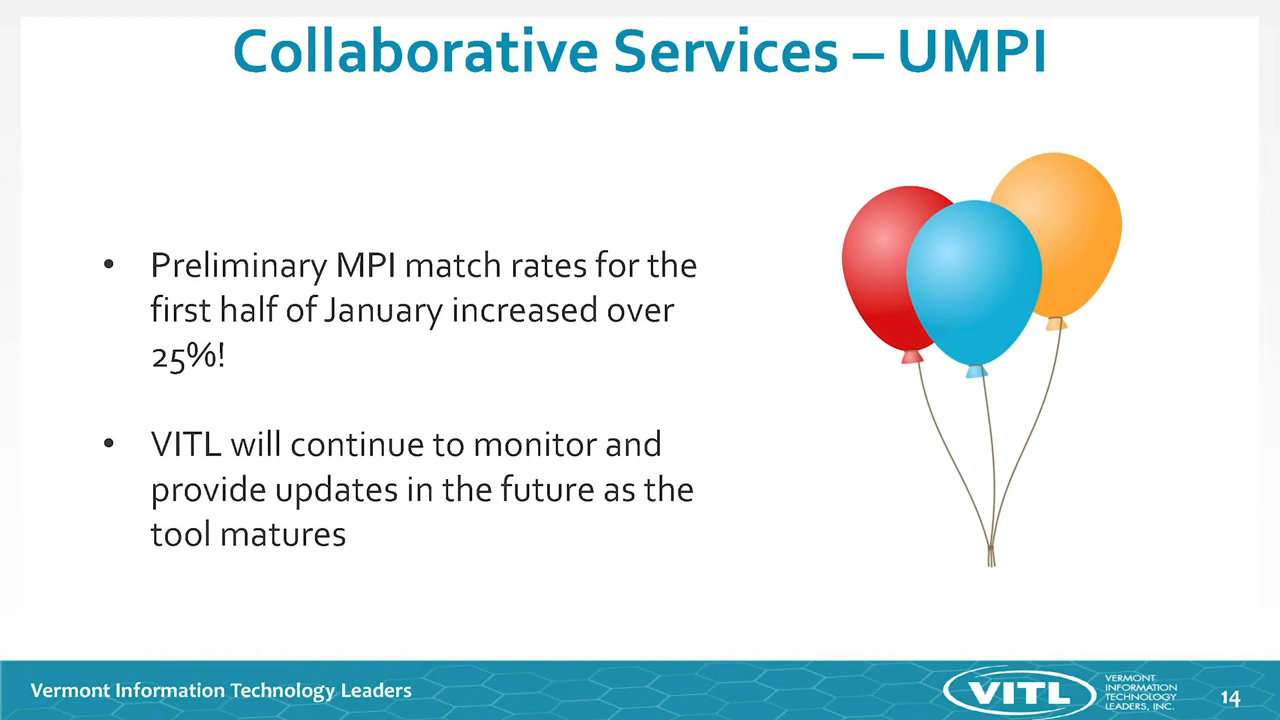 Collaborative Services – UMPI
• Preliminary MPI match rates for the
first half of January increased over
25%!
• VITL will continue to monitor and
provide updates in the future as the
tool matures
Vermont Information Technology Leaders
VITL
VERMONT
INFORMATION
TECHNOLOGY
LEADERS, INC.
14